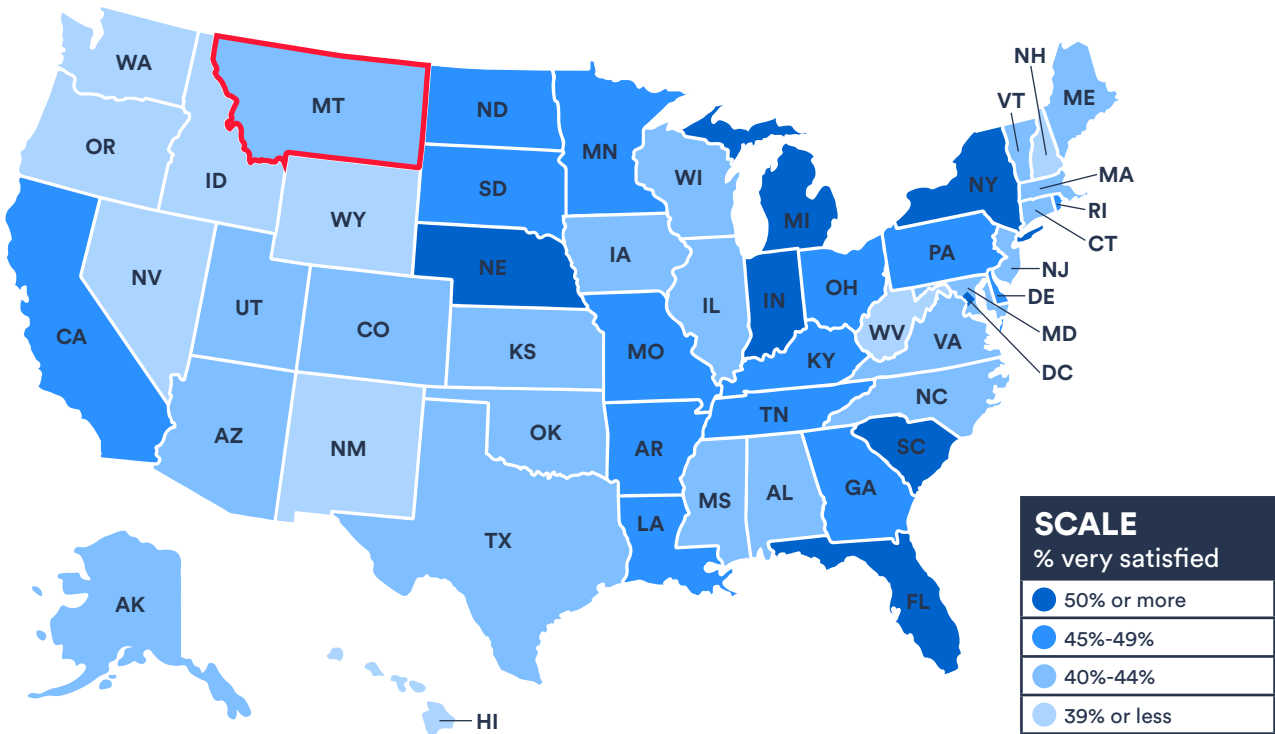 NH
WA
ME
VT
MT
ND
OR
MN
MA
WI
ID
SD
NY
RI
WY
MI
CT
PA
IA
NE
NJ
NV
OH
DE
IN
UT
IL
CO
WV
MD
CA
VA
KS
MO
KY
DC
NC
TN
AZ
OK
NM
AR
SC
GA
MS
AL
LA
TX
SCALE
% very satisfied
FL
AK
50% or more
45%-49%
40%-44%
39% or less
HI